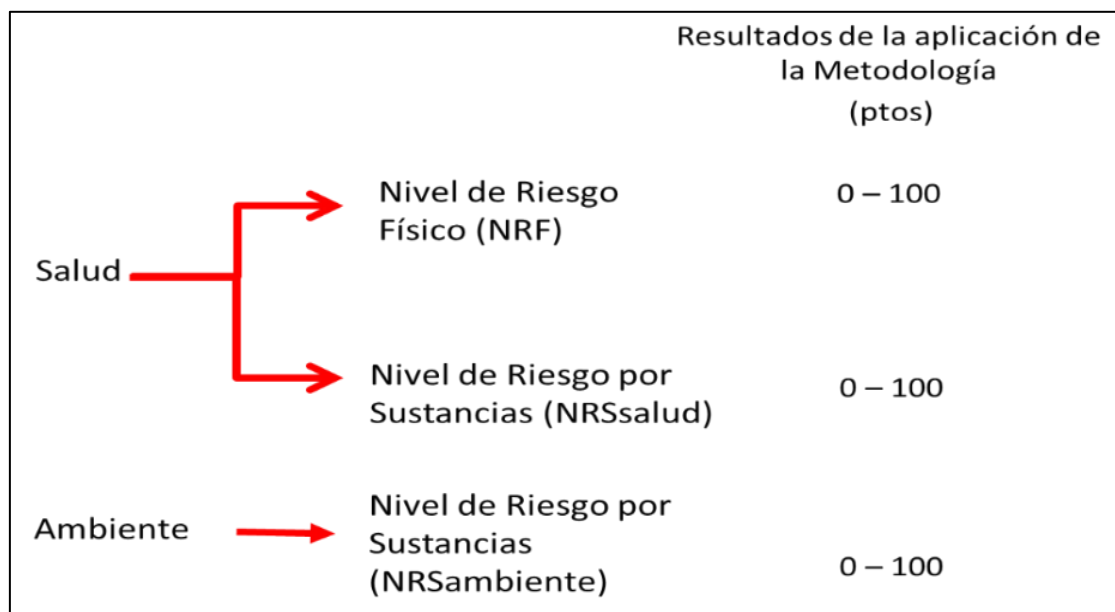 Resultados de la aplicación de
la Metodología
(ptos)
Nivel de Riesgo
Físico (NRF)
0 – 100
Salud
Nivel de Riesgo por
Sustancias (NRSsalud)
0 – 100
Ambiente
Nivel de Riesgo por
Sustancias
(NRSambiente)
0 – 100